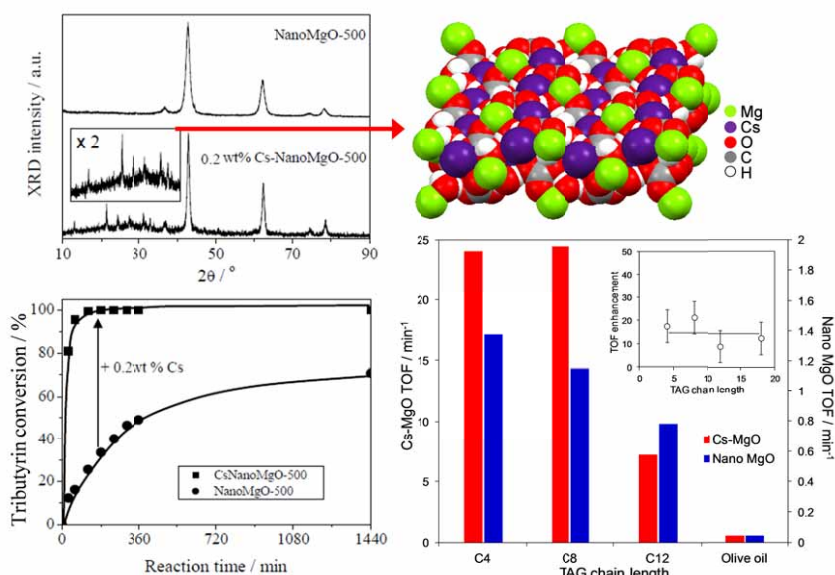 NanoMgO-500
XRD intensity / a.u.
x 2
0.2 wt% Cs-NanoMgO-500
10 20 30 40 50 60 70 80 90
2θ / °
Mg
Cs
O
C
H
Tributyrin conversion / %
100
80
60
40
20
0
+ 0.2wt % Cs
CsNanoMgO-500
NanoMgO-500
0 360 720 1080 1440
Reaction time / min
Cs-MgO TOF / min-1
25
20
15
10
5
0
TOF enhancement
50
40
30
20
10
0
0 5 10 15 20
TAG chan length
Cs-MgO
Nano MgO
2
1.8
1.6
1.4
1.2
1
0.8
0.6
0.4
0.2
0
Nano MgO TOF / min-1
C4 C8 C12 Olive oil
TAG chain length